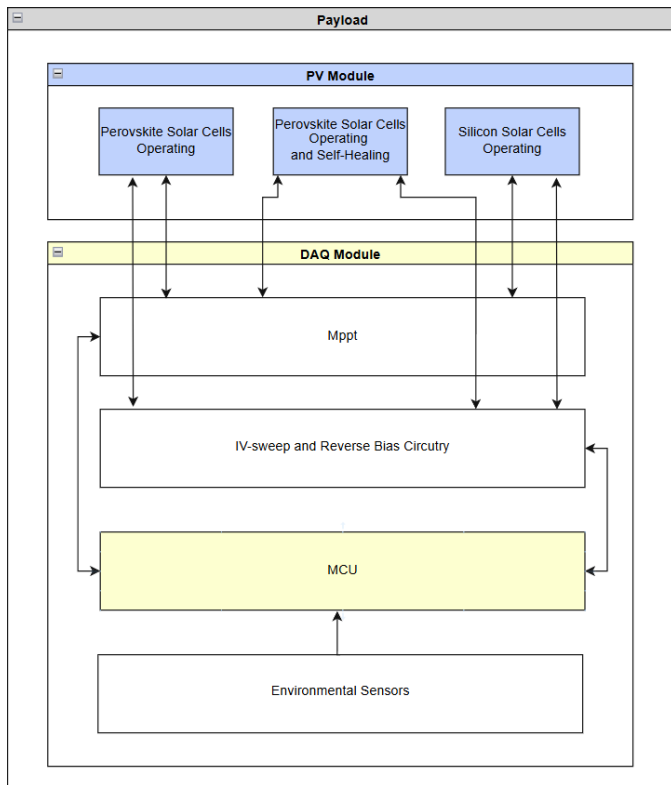 Payload
PV Module
Perovskite Solar Cells
Operating
Perovskite Solar Cells
Operating
and Self-Healing
Silicon Solar Cells
Operating
DAQ Module
Mppt
IV-sweep and Reverse Bias Circutry
MCU
Environmental Sensors